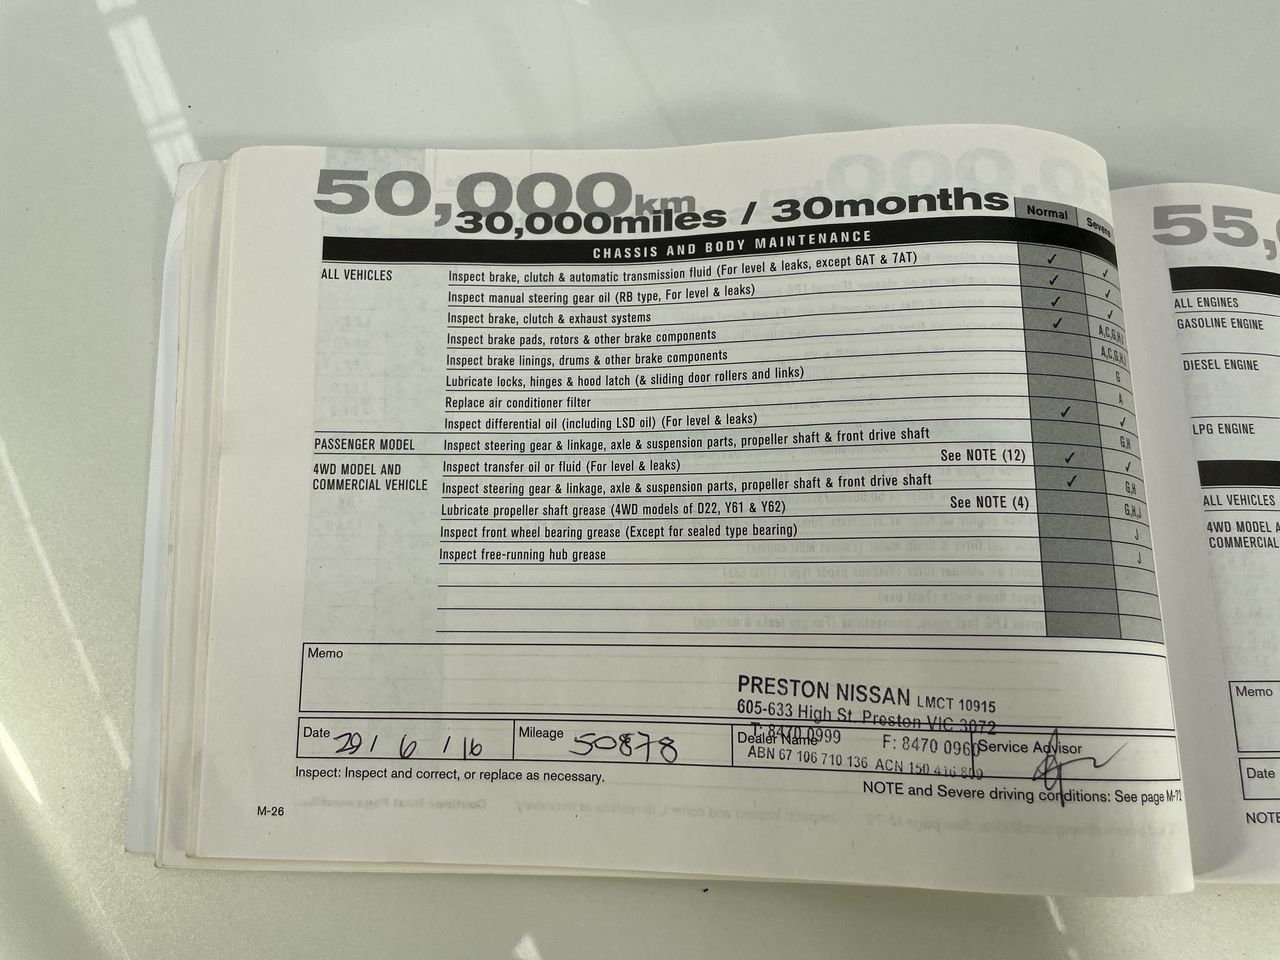 50,000km
30,000miles / 30months
Normal Severe
CHASSIS AND BODY MAINTENANCE
ALL VEHICLES Inspect brake, clutch & automatic transmission fluid (For level & leaks, except 6AT & 7AT) ✓ ✓
Inspect manual steering gear oil (RB type, For level & leaks) ✓ ✓
Inspect brake, clutch & exhaust systems ✓ ✓
Inspect brake pads, rotors & other brake components ✓ A,C,G,H,I
Inspect brake linings, drums & other brake components A,C,G,H,I
Lubricate locks, hinges & hood latch (& sliding door rollers and links) G
Replace air conditioner filter A
Inspect differential oil (including LSD oil) (For level & leaks) ✓ ✓
PASSENGER MODEL Inspect steering gear & linkage, axle & suspension parts, propeller shaft & front drive shaft G,H
4WD MODEL AND COMMERCIAL VEHICLE Inspect transfer oil or fluid (For level & leaks) See NOTE (12) ✓ ✓
Inspect steering gear & linkage, axle & suspension parts, propeller shaft & front drive shaft ✓ G,H
Lubricate propeller shaft grease (4WD models of D22, Y61 & Y62) See NOTE (4) G,H,J
Inspect front wheel bearing grease (Except for sealed type bearing) J
Inspect free-running hub grease J
Memo
PRESTON NISSAN LMCT 10915
605-633 High St. Preston VIC 3072
T: 8470 0999 F: 8470 0960
ABN 67 106 710 136 ACN 150 416 809
Date 29 / 6 / 16 Mileage 50878 Dealer Name Service Advisor
Inspect: Inspect and correct, or replace as necessary.
NOTE and Severe driving conditions: See page M-72
M-26
55,
ALL ENGINES
GASOLINE ENGINE
DIESEL ENGINE
LPG ENGINE
ALL VEHICLES
4WD MODEL A
COMMERCIAL
Memo
Date
NOTE